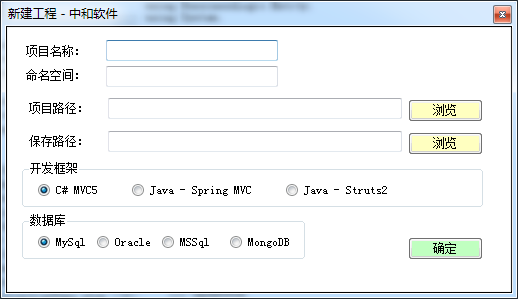 新建工程 - 中和软件
项目名称：
命名空间：
项目路径： 浏览
保存路径： 浏览
开发框架
C# MVC5 Java - Spring MVC Java - Struts2
数据库
MySql Oracle MSSql MongoDB
确定